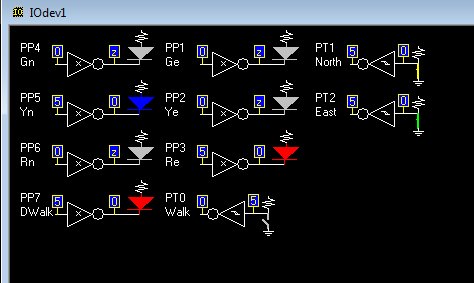 IOdev1
PP4 0 z PP1 0 z PT1 5 0
Gn x Ge x North
PP5 5 0 PP2 0 z PT2 5 0
Yn x Ye x East
PP6 0 z PP3 5 0
Rn x Re x
PP7 5 0 PT0 0 5
DWalk x Walk